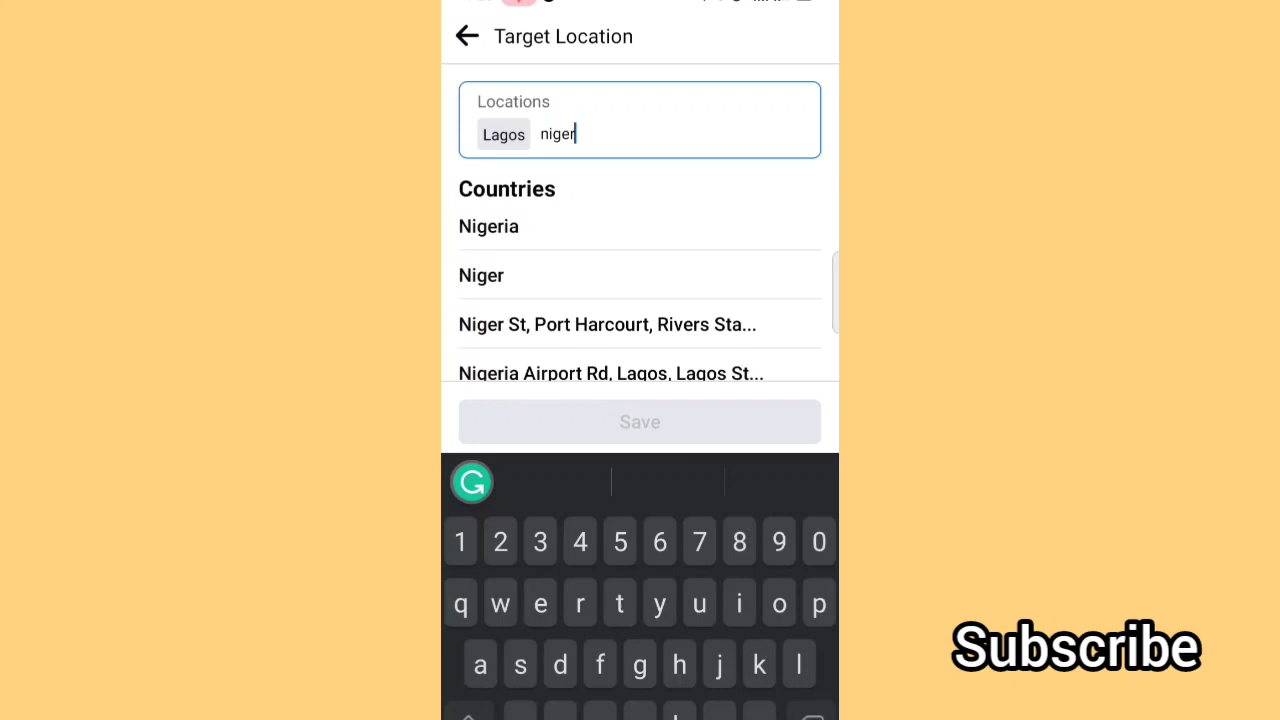 Target Location
Locations
Lagos niger
Countries
Nigeria
Niger
Niger St, Port Harcourt, Rivers Sta...
Nigeria Airport Rd, Lagos, Lagos St...
Save
1 2 3 4 5 6 7 8 9 0
q w e r t y u i o p
a s d f g h j k l
Subscribe